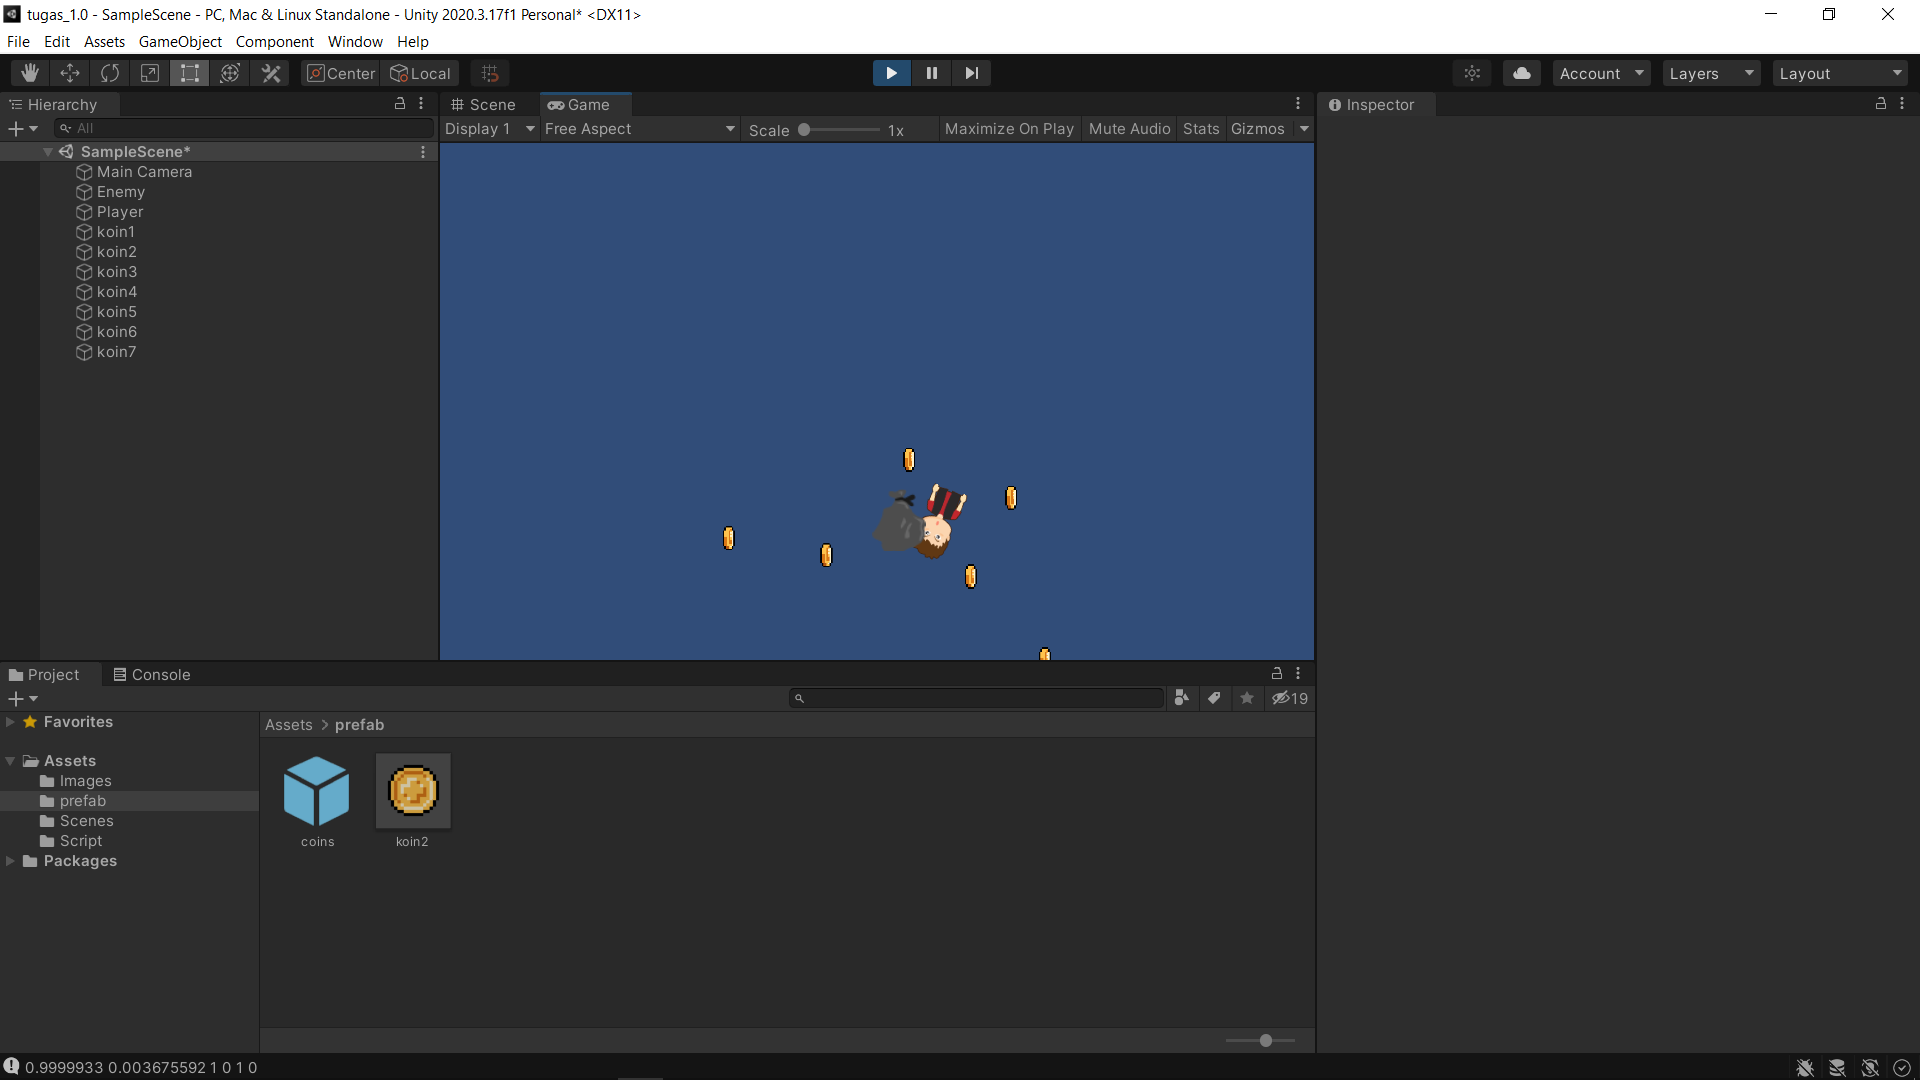 tugas_1.0 - SampleScene - PC, Mac & Linux Standalone - Unity 2020.3.17f1 Personal* <DX11>
File Edit Assets GameObject Component Window Help
Center Local Account Layers Layout
Hierarchy
All
SampleScene*
Main Camera
Enemy
Player
koin1
koin2
koin3
koin4
koin5
koin6
koin7
Scene Game
Display 1 Free Aspect Scale 1x Maximize On Play Mute Audio Stats Gizmos
Inspector
Project Console
19
Favorites
Assets
Images
prefab
Scenes
Script
Packages
Assets > prefab
coins koin2
0.9999933 0.003675592 1 0 1 0